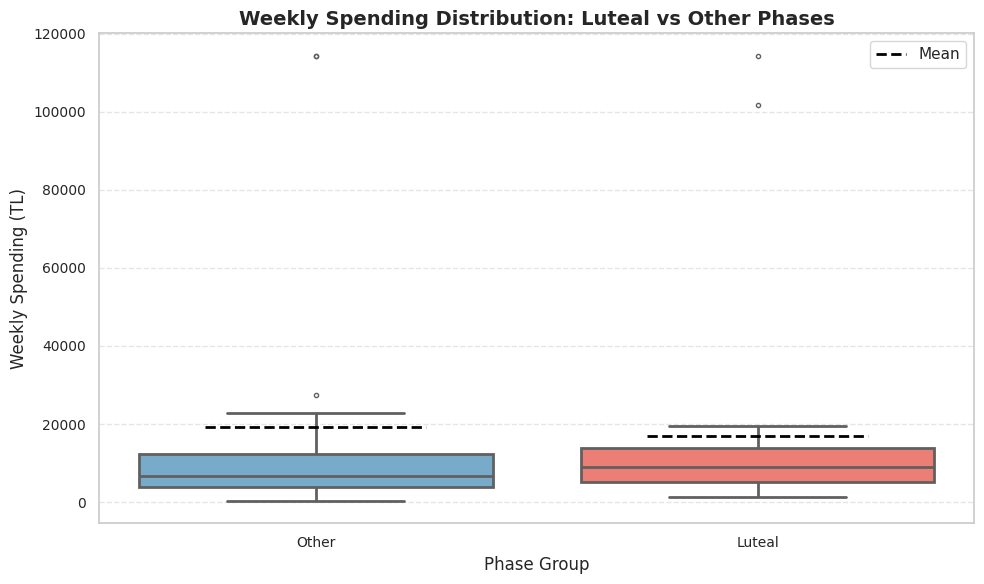 Weekly Spending Distribution: Luteal vs Other Phases
Mean
Weekly Spending (TL)
120000
100000
80000
60000
40000
20000
0
Other
Luteal
Phase Group